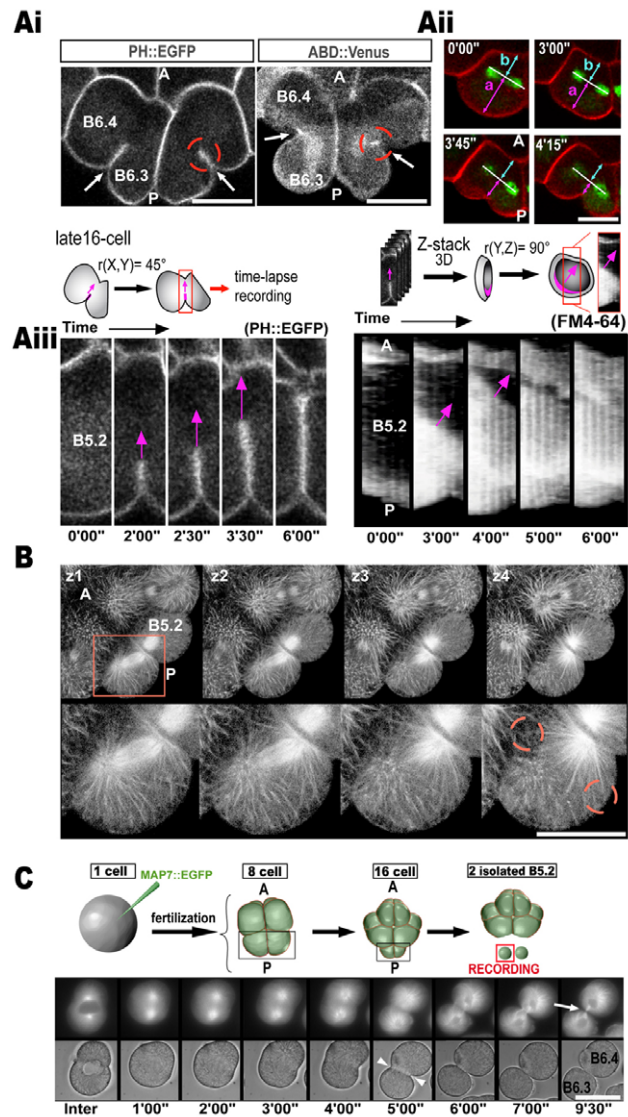 Ai
Aii
PH::EGFP
ABD::Venus
A
B6.4
B6.3
P
A
B6.4
B6.3
P
0'00"
b
a
3'00"
b
a
3'45"
A
4'15"
P
late16-cell
r(X,Y)= 45°
time-lapse
recording
Time
(PH::EGFP)
Z-stack
3D
r(Y,Z)= 90°
Time
(FM4-64)
Aiii
B5.2
0'00"
2'00"
2'30"
3'30"
6'00"
A
B5.2
P
0'00"
3'00"
4'00"
5'00"
6'00"
B
z1
A
B5.2
P
z2
z3
z4
C
1 cell
MAP7::EGFP
fertilization
8 cell
A
P
16 cell
A
P
2 isolated B5.2
RECORDING
B6.4
B6.3
Inter
1'00"
2'00"
3'00"
4'00"
5'00"
6'00"
7'00"
9'30"